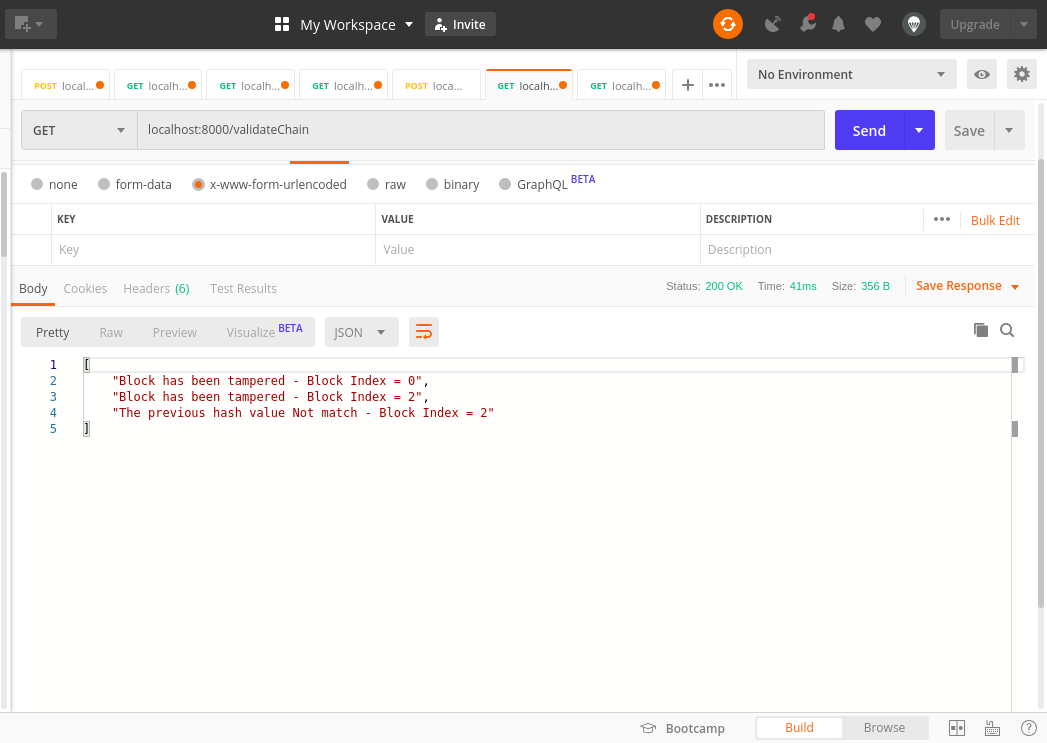 My Workspace Invite Upgrade
POST local... GET localh... GET localh... GET localh... POST loca... GET localh... GET localh... No Environment
GET localhost:8000/validateChain Send Save
none form-data x-www-form-urlencoded raw binary GraphQL BETA
KEY VALUE DESCRIPTION Bulk Edit
Key Value Description
Body Cookies Headers (6) Test Results Status: 200 OK Time: 41ms Size: 356 B Save Response
Pretty Raw Preview Visualize BETA JSON
1 [
2 "Block has been tampered - Block Index = 0",
3 "Block has been tampered - Block Index = 2",
4 "The previous hash value Not match - Block Index = 2"
5 ]
Bootcamp Build Browse